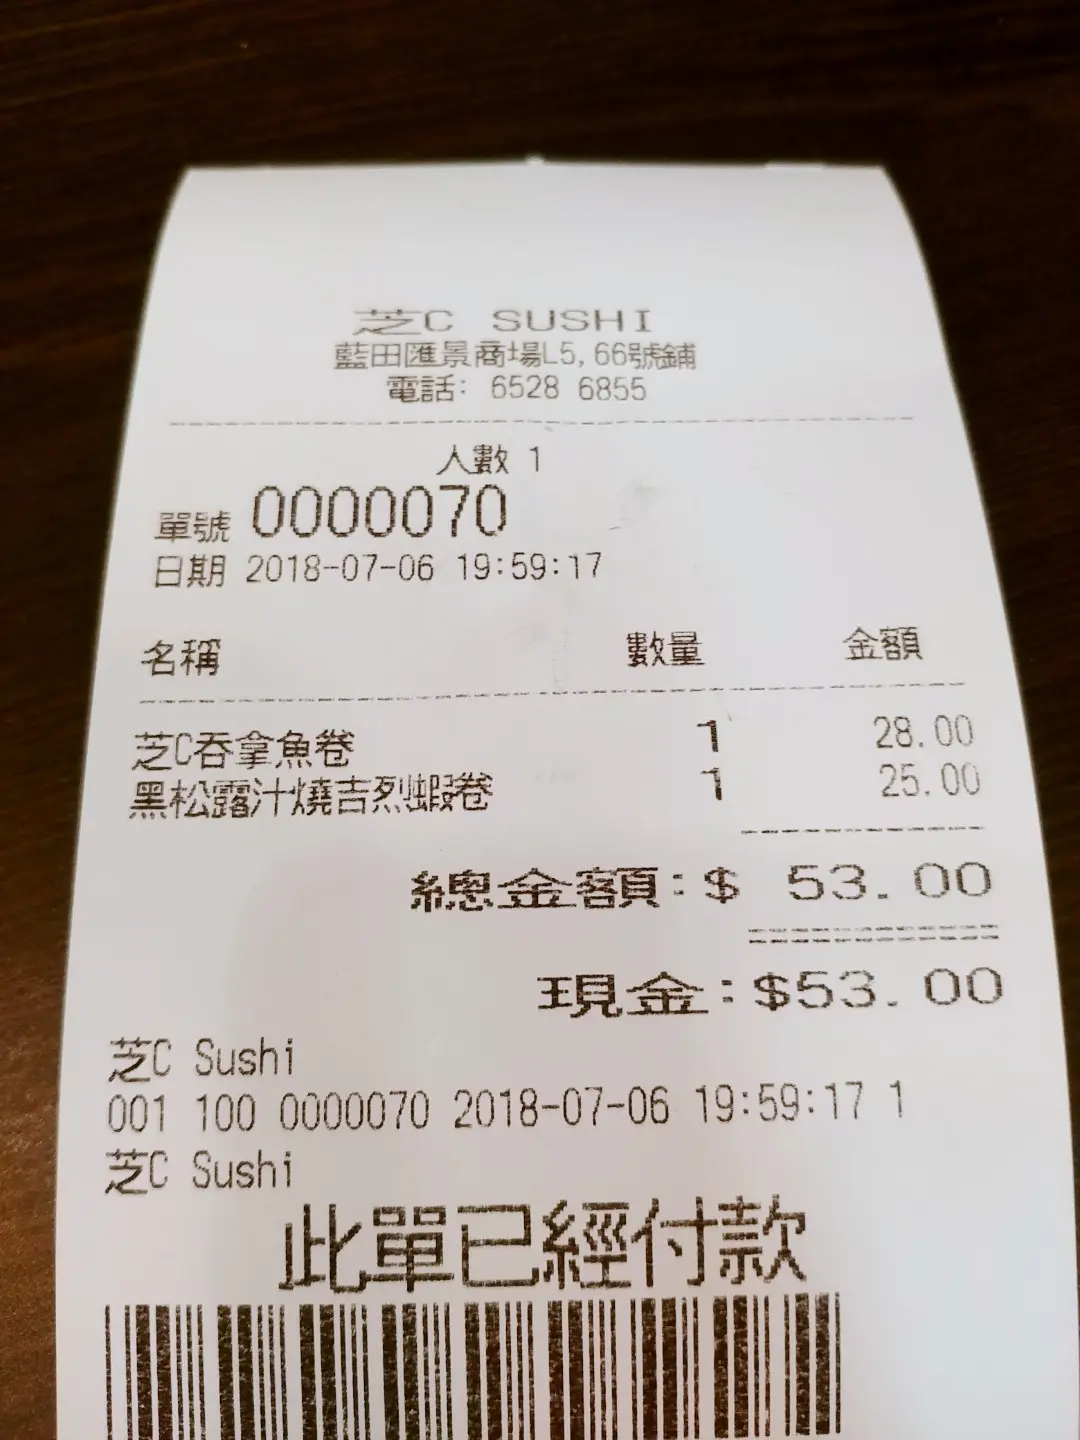 芝C SUSHI
藍田匯景商場L5,66號鋪
電話: 6528 6855
人數 1
單號 0000070
日期 2018-07-06 19:59:17
名稱 數量 金額
芝C吞拿魚卷 1 28.00
黑松露汁燒吉烈蝦卷 1 25.00
總金額:$ 53.00
現金:$53.00
芝C Sushi
001 100 0000070 2018-07-06 19:59:17 1
芝C Sushi
此單已經付款